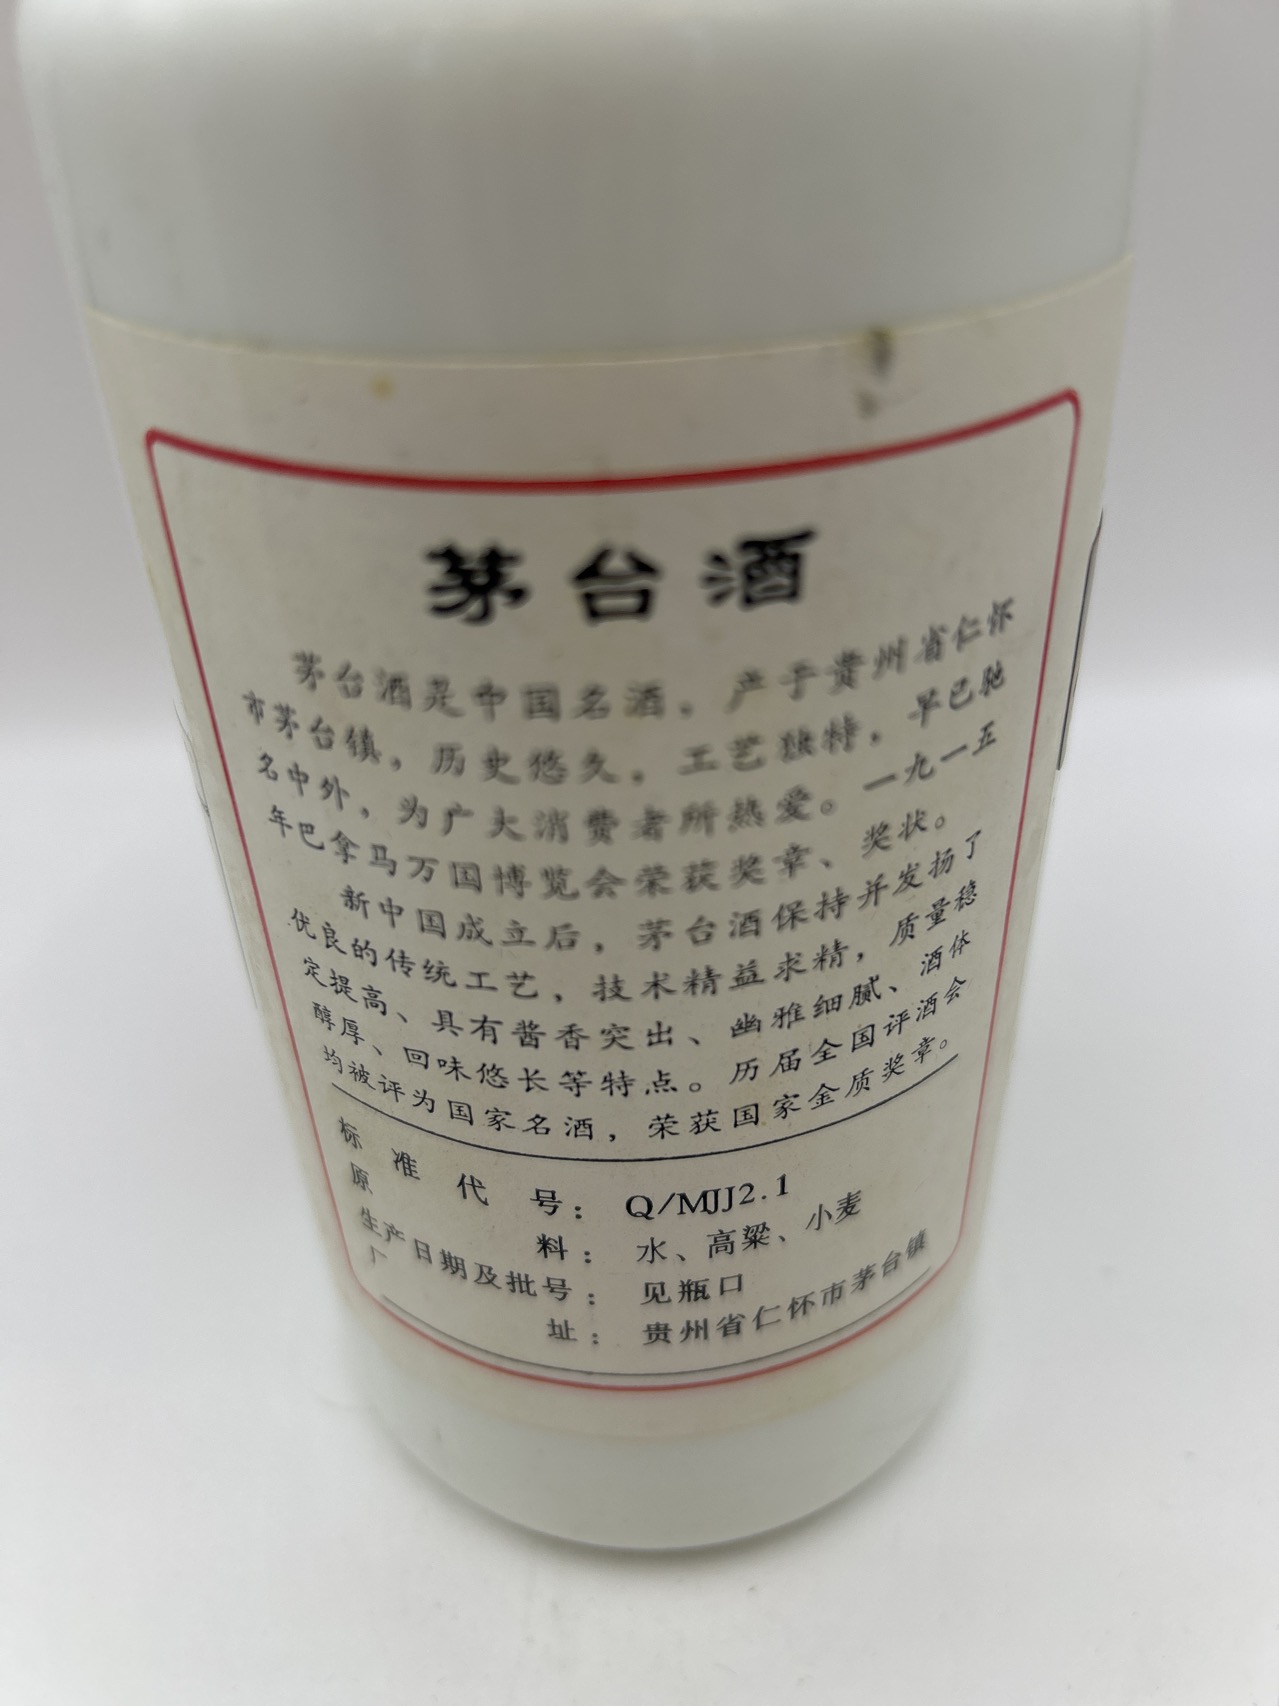 茅台酒
茅台酒是中国名酒，产于贵州省仁怀
市茅台镇，历史悠久，工艺独特，早已驰
名中外，为广大消费者所热爱。一九一五
年巴拿马万国博览会荣获奖章、奖状。
新中国成立后，茅台酒保持并发扬了
优良的传统工艺，技术精益求精，质量稳
定提高、具有酱香突出、幽雅细腻、酒体
醇厚、回味悠长等特点。历届全国评酒会
均被评为国家名酒，荣获国家金质奖章。
标准代号：Q/MJJ2.1
原料：水、高粱、小麦
生产日期及批号：见瓶口
厂址：贵州省仁怀市茅台镇